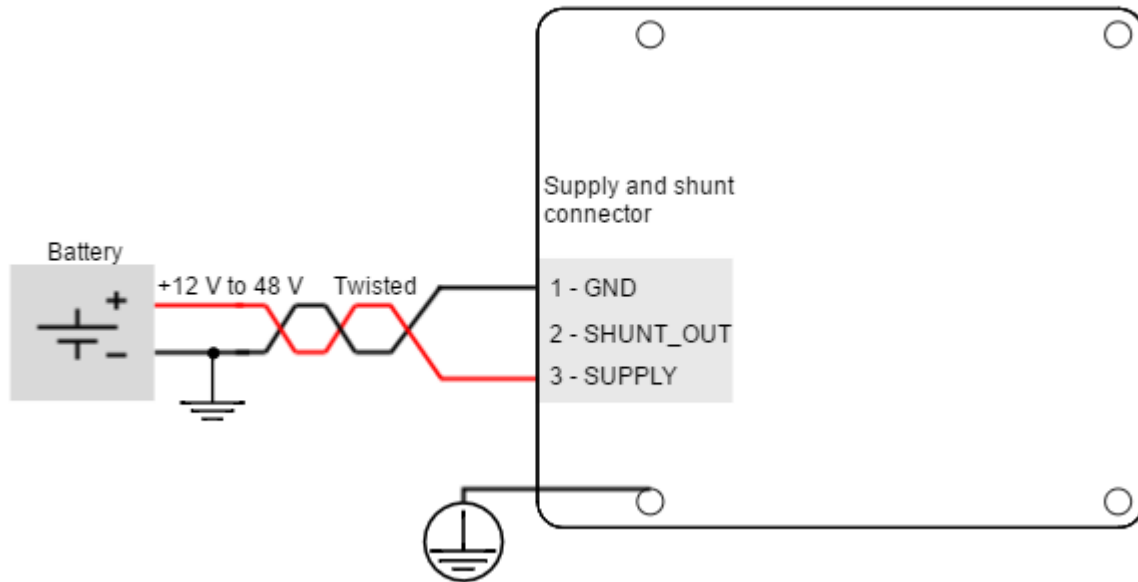 Supply and shunt
connector
Battery
+12 V to 48 V Twisted
1 - GND
2 - SHUNT_OUT
3 - SUPPLY